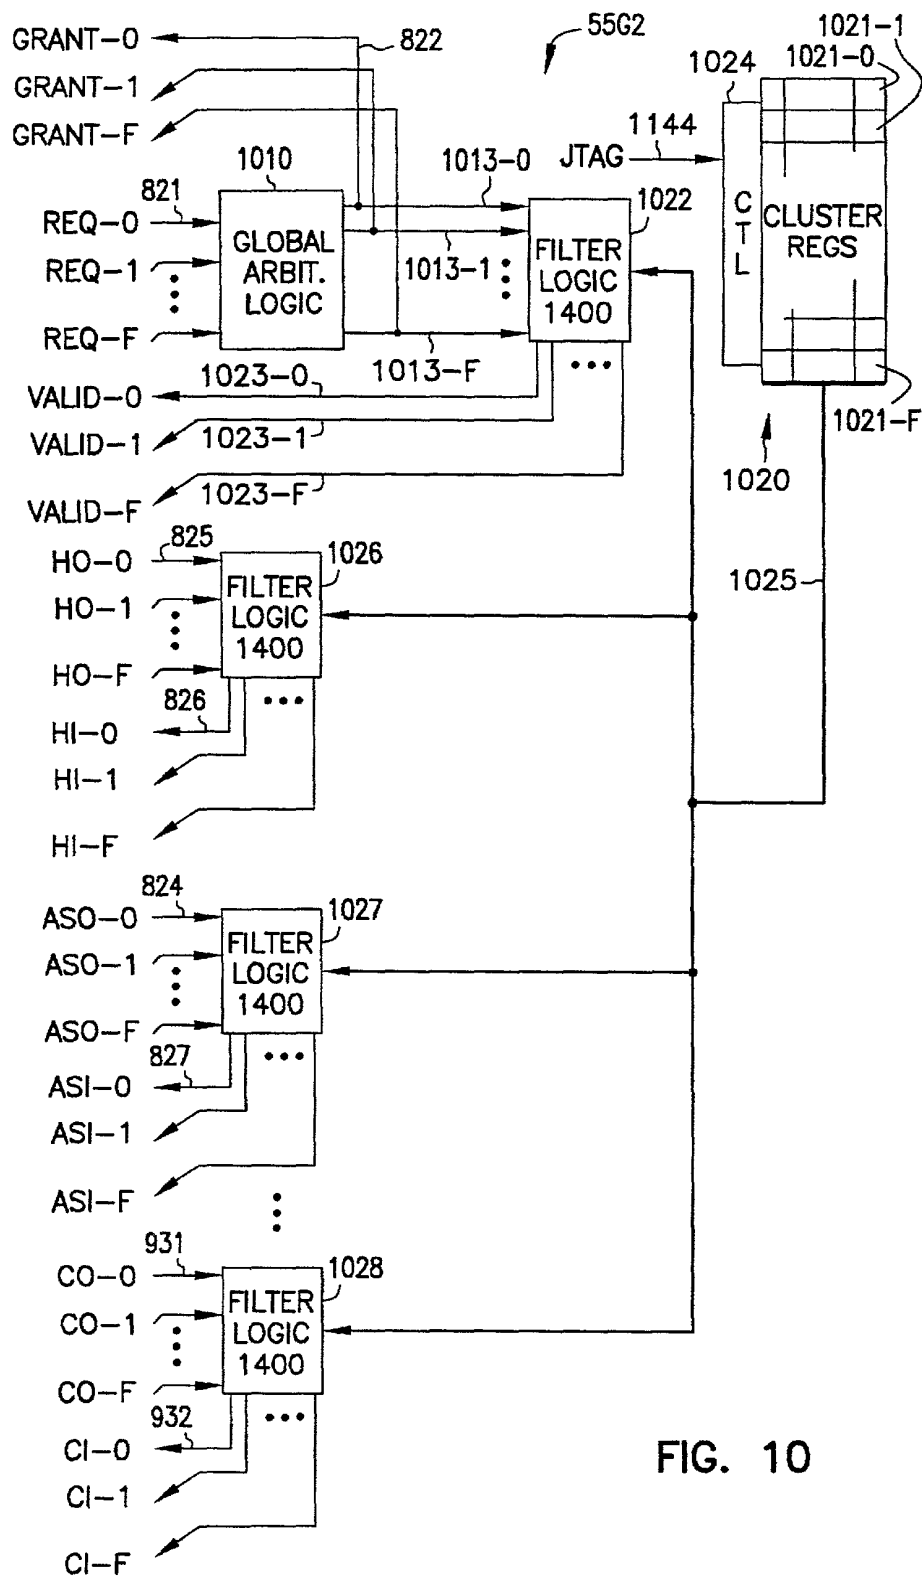 GRANT-0
822
55G2
1021-1
1021-0
1024
GRANT-1
GRANT-F
1144
JTAG
1010
1013-0
1022
821
REQ-0
GLOBAL
ARBIT.
LOGIC
1013-1
FILTER
LOGIC
1400
CTL
CLUSTER
REGS
REQ-1
REQ-F
1013-F
1023-0
VALID-0
1021-F
1023-1
VALID-1
1020
1023-F
VALID-F
825
HO-0
1026
FILTER
LOGIC
1400
1025
HO-1
HO-F
826
HI-0
HI-1
HI-F
824
ASO-0
1027
FILTER
LOGIC
1400
ASO-1
ASO-F
827
ASI-0
ASI-1
ASI-F
931
CO-0
1028
FILTER
LOGIC
1400
CO-1
CO-F
932
CI-0
CI-1
CI-F
FIG. 10